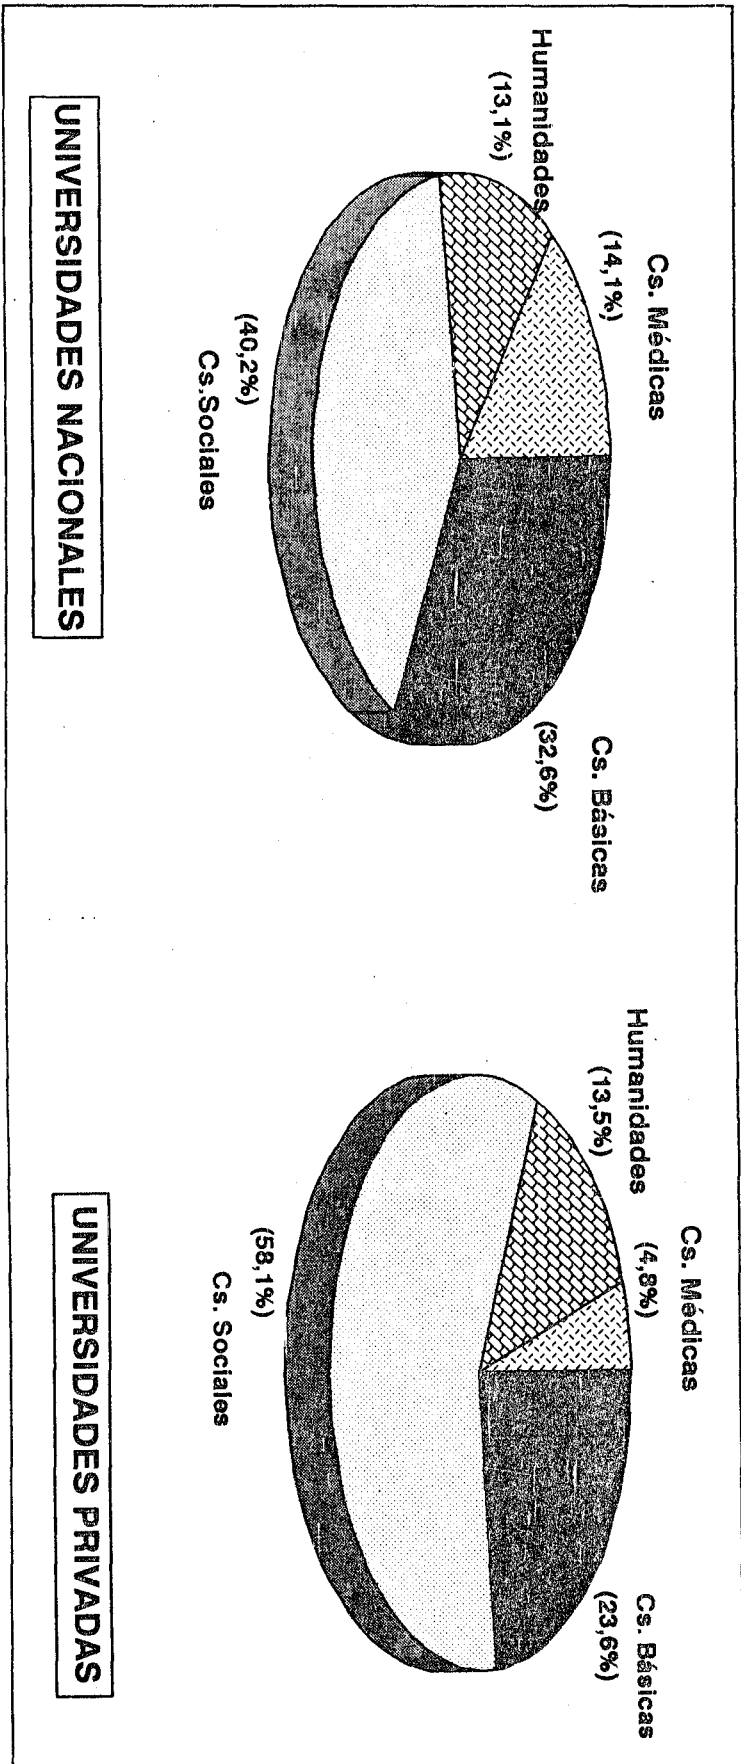 Cs. Médicas
(14,1%)
Humanidades
(13,1%)
Cs. Básicas
(32,6%)
(40,2%)
Cs.Sociales
UNIVERSIDADES NACIONALES
Cs. Médicas
(4,8%)
Humanidades
(13,5%)
Cs. Básicas
(23,6%)
(58,1%)
Cs. Sociales
UNIVERSIDADES PRIVADAS